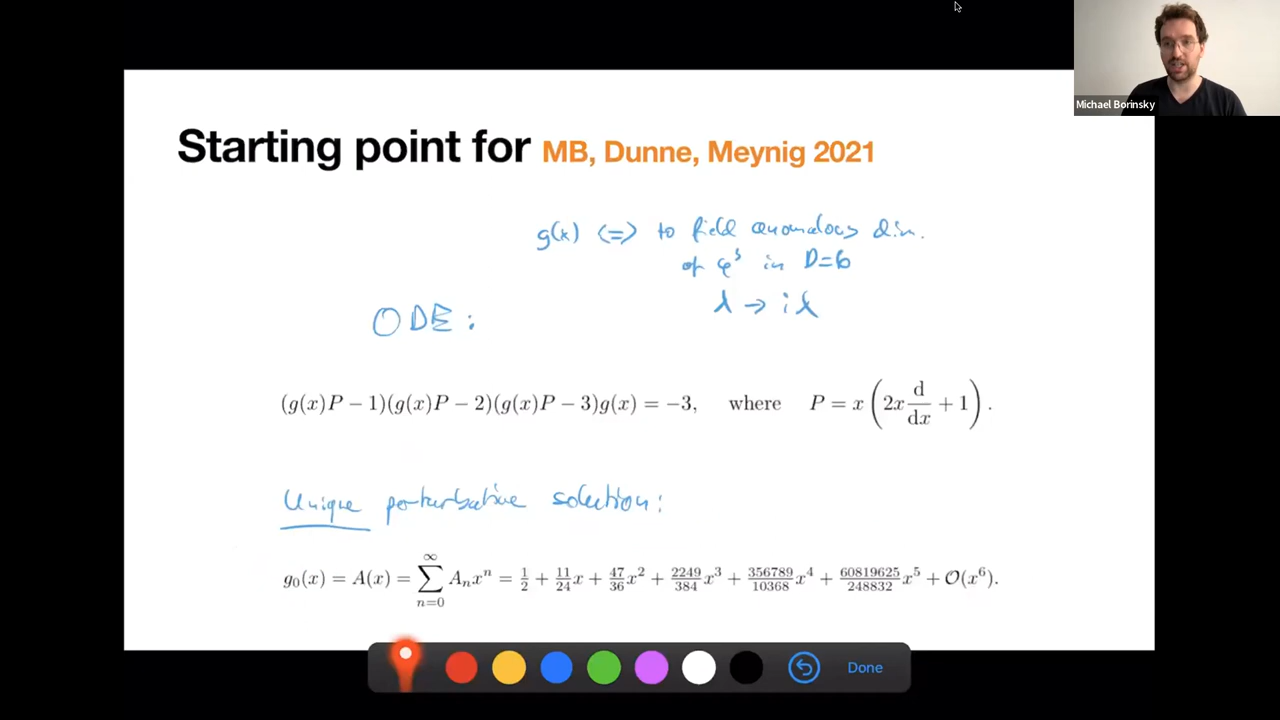 Michael Borinsky
Starting point for MB, Dunne, Meynig 2021
g(x) <=> to field anomalous dim.
of φ³ in D=6
λ → iλ
ODE:
(g(x)P − 1)(g(x)P − 2)(g(x)P − 3)g(x) = −3, where P = x(2x d/dx + 1).
Unique perturbative solution:
g₀(x) = A(x) = ∑_{n=0}^{∞} Aₙxⁿ = 1/2 + 11/24 x + 47/36 x² + 2249/384 x³ + 356789/10368 x⁴ + 60819625/248832 x⁵ + O(x⁶).
Done